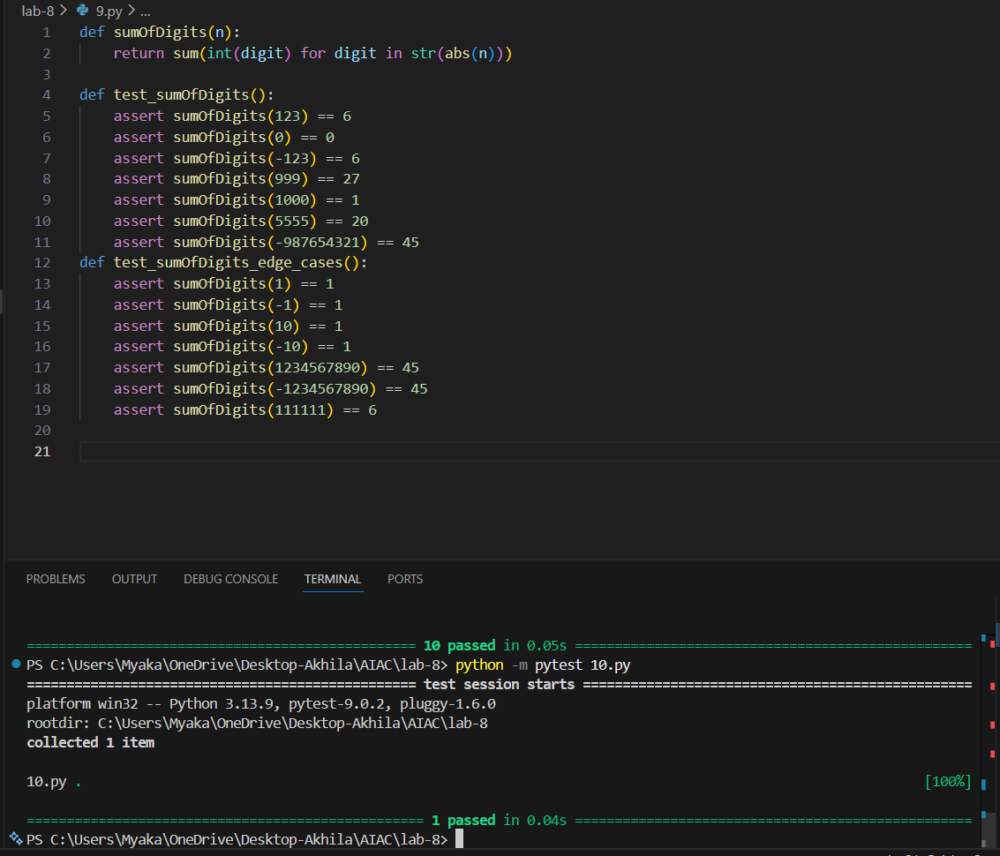 lab-8 > 9.py > ...
1 def sumOfDigits(n):
2     return sum(int(digit) for digit in str(abs(n)))
3
4 def test_sumOfDigits():
5     assert sumOfDigits(123) == 6
6     assert sumOfDigits(0) == 0
7     assert sumOfDigits(-123) == 6
8     assert sumOfDigits(999) == 27
9     assert sumOfDigits(1000) == 1
10     assert sumOfDigits(5555) == 20
11     assert sumOfDigits(-987654321) == 45
12 def test_sumOfDigits_edge_cases():
13     assert sumOfDigits(1) == 1
14     assert sumOfDigits(-1) == 1
15     assert sumOfDigits(10) == 1
16     assert sumOfDigits(-10) == 1
17     assert sumOfDigits(1234567890) == 45
18     assert sumOfDigits(-1234567890) == 45
19     assert sumOfDigits(111111) == 6
20
21
PROBLEMS OUTPUT DEBUG CONSOLE TERMINAL PORTS
================================================ 10 passed in 0.05s =================================================
PS C:\Users\Myaka\OneDrive\Desktop-Akhila\AIAC\lab-8> python -m pytest 10.py
================================================ test session starts ================================================
platform win32 -- Python 3.13.9, pytest-9.0.2, pluggy-1.6.0
rootdir: C:\Users\Myaka\OneDrive\Desktop-Akhila\AIAC\lab-8
collected 1 item
10.py . [100%]
================================================= 1 passed in 0.04s =================================================
PS C:\Users\Myaka\OneDrive\Desktop-Akhila\AIAC\lab-8>